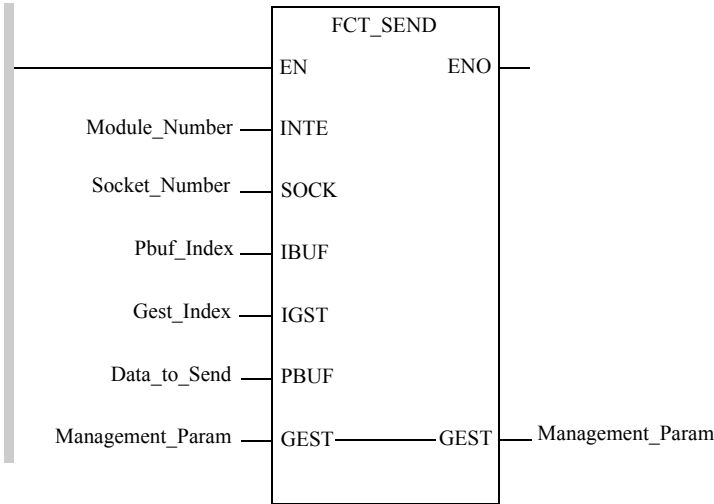 FCT_SEND
EN ENO
Module_Number INTE
Socket_Number SOCK
Pbuf_Index IBUF
Gest_Index IGST
Data_to_Send PBUF
Management_Param GEST GEST Management_Param